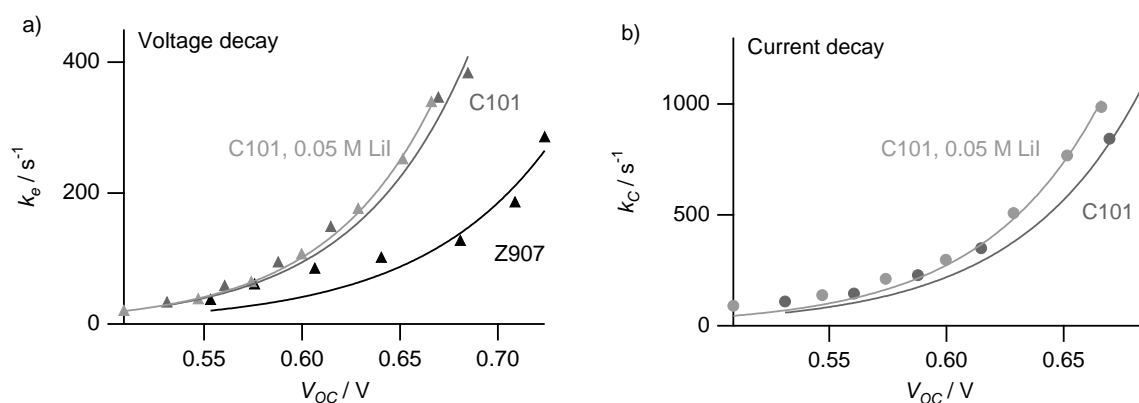 a)
Voltage decay
400
200
0
k_e / s⁻¹
C101
C101, 0.05 M LiI
Z907
0.55
0.60
0.65
0.70
V_OC / V
b)
Current decay
1000
500
0
k_C / s⁻¹
C101, 0.05 M LiI
C101
0.55
0.60
0.65
V_OC / V